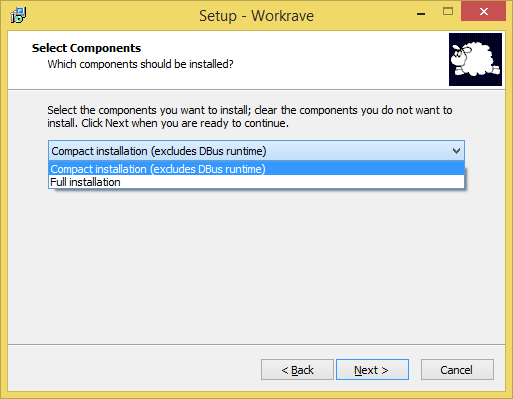 Setup - Workrave
Select Components
Which components should be installed?
Select the components you want to install; clear the components you do not want to
install. Click Next when you are ready to continue.
Compact installation (excludes DBus runtime)
Compact installation (excludes DBus runtime)
Full installation
< Back
Next >
Cancel